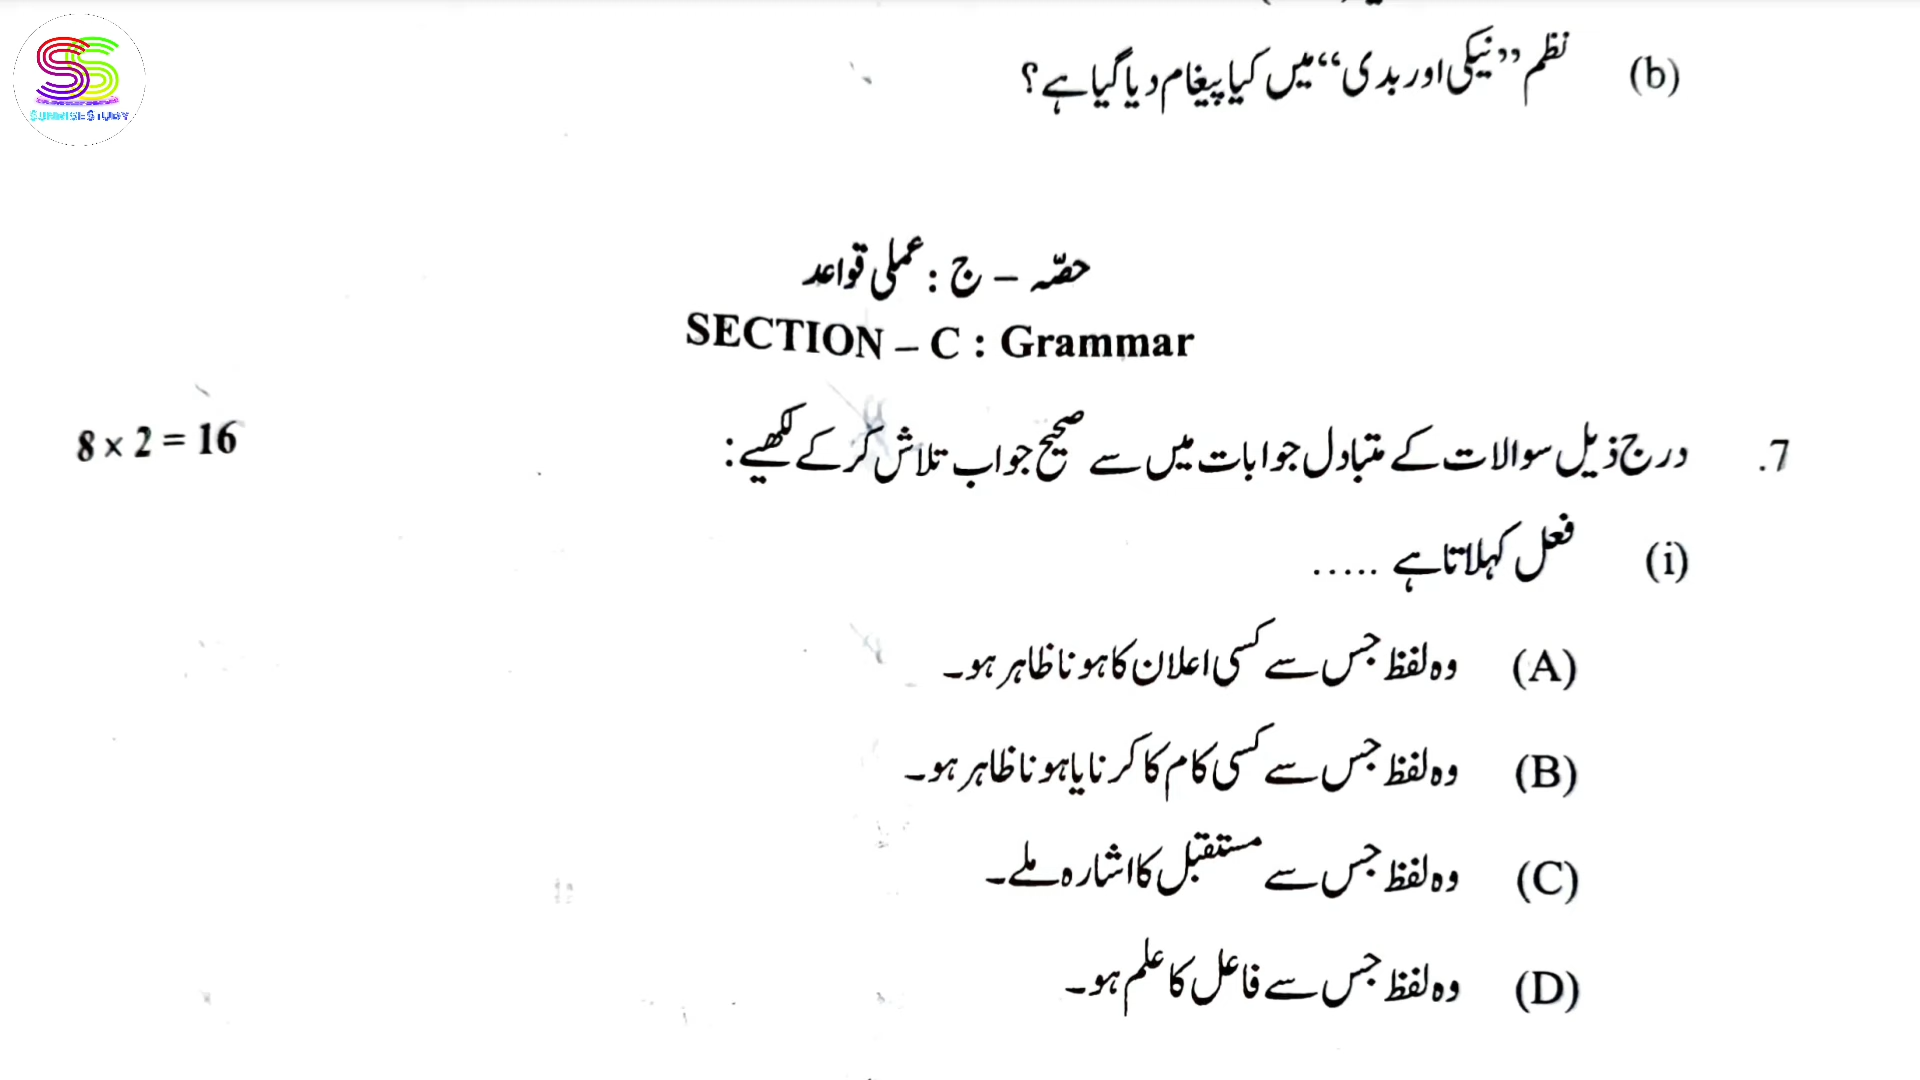 SS
SUNRISE STUDY
(b) نظم ”نیکی اور بدی“ میں کیا پیغام دیا گیا ہے؟
حصّہ – ج : عملی قواعد
SECTION – C : Grammar
7. درج ذیل سوالات کے متبادل جوابات میں سے صحیح جواب تلاش کر کے لکھیے: 8 × 2 = 16
(i) فعل کہلاتا ہے .....
(A) وہ لفظ جس سے کسی اعلان کا ہونا ظاہر ہو۔
(B) وہ لفظ جس سے کسی کام کا کرنا یا ہونا ظاہر ہو۔
(C) وہ لفظ جس سے مستقبل کا اشارہ ملے۔
(D) وہ لفظ جس سے فاعل کا علم ہو۔